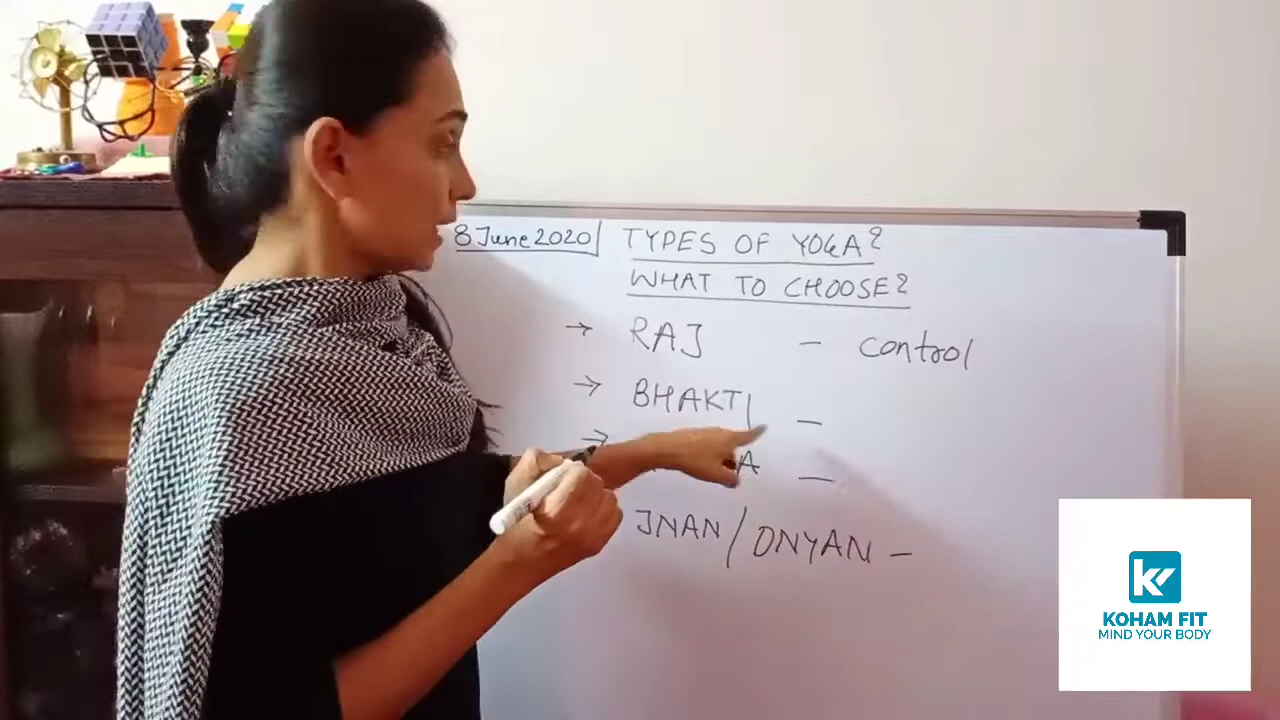 8 June 2020 | TYPES OF YOGA?
WHAT TO CHOOSE?
→ RAJ - control
→ BHAKTI -
→ A -
JNAN / DNYAN -
KOHAM FIT
MIND YOUR BODY